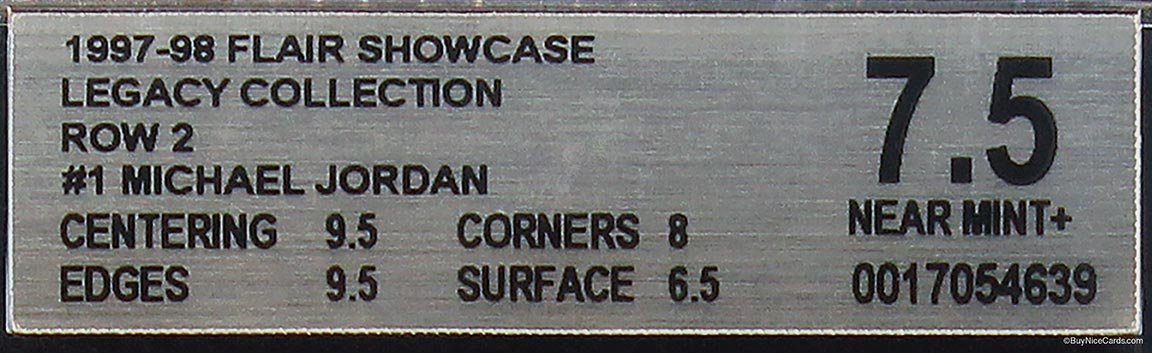 1997-98 FLAIR SHOWCASE
LEGACY COLLECTION
ROW 2
#1 MICHAEL JORDAN
CENTERING 9.5 CORNERS 8
EDGES 9.5 SURFACE 6.5
7.5
NEAR MINT+
0017054639
©BuyNiceCards.com